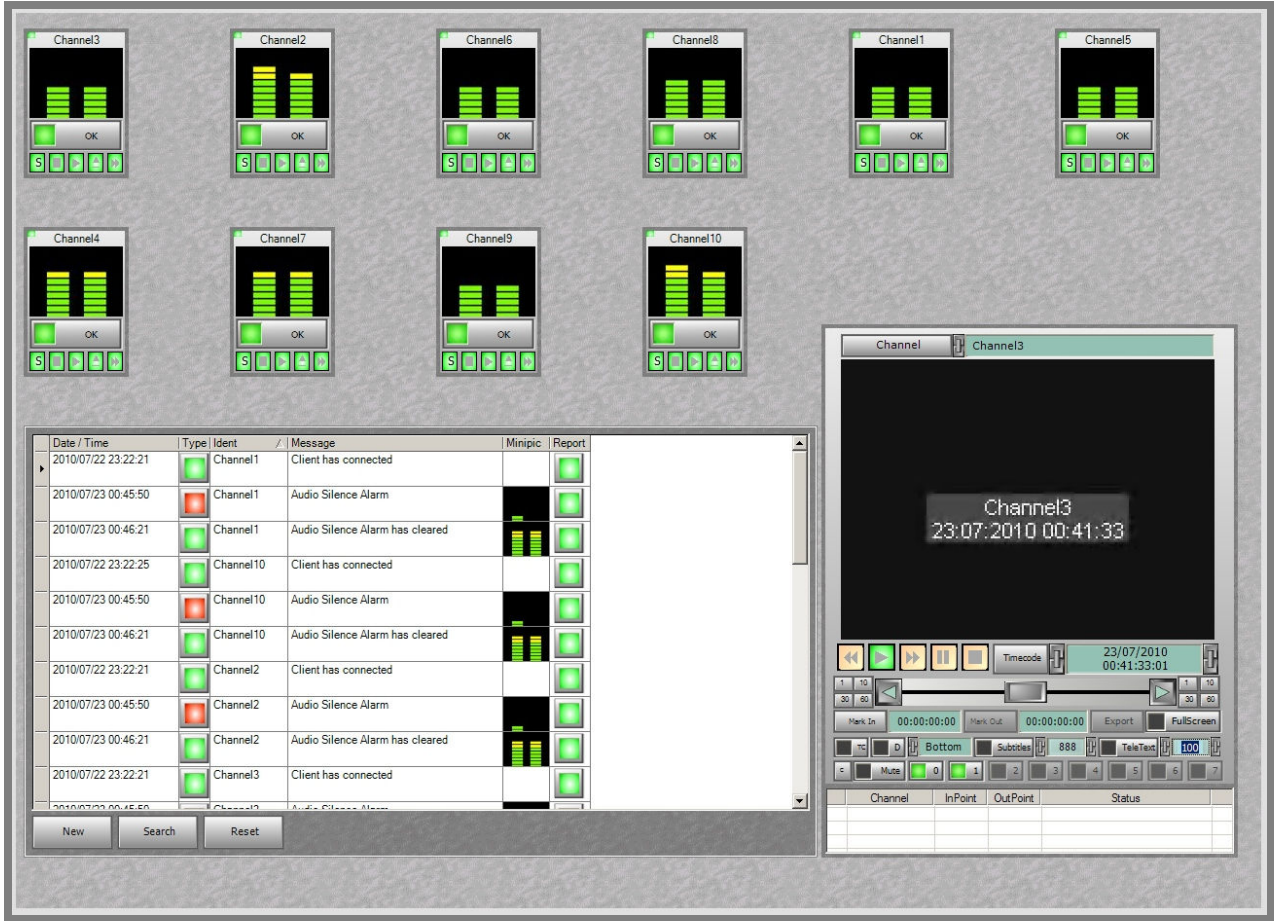 Channel3 Channel2 Channel6 Channel8 Channel1 Channel5
OK OK OK OK OK OK
S S S S S S
Channel4 Channel7 Channel9 Channel10
OK OK OK OK
S S S S
Channel Channel3
Channel3
23:07:2010 00:41:33
Timecode 23/07/2010
00:41:33:01
1 10 1 10
30 60 30 60
Mark In 00:00:00:00 Mark Out 00:00:00:00 Export FullScreen
TC D Bottom Subtitles 888 TeleText 100
c Mute 0 1 2 3 4 5 6 7
Channel InPoint OutPoint Status
Date / Time Type Ident Message Minipic Report
2010/07/22 23:22:21 Channel1 Client has connected
2010/07/23 00:45:50 Channel1 Audio Silence Alarm
2010/07/23 00:46:21 Channel1 Audio Silence Alarm has cleared
2010/07/22 23:22:25 Channel10 Client has connected
2010/07/23 00:45:50 Channel10 Audio Silence Alarm
2010/07/23 00:46:21 Channel10 Audio Silence Alarm has cleared
2010/07/22 23:22:21 Channel2 Client has connected
2010/07/23 00:45:50 Channel2 Audio Silence Alarm
2010/07/23 00:46:21 Channel2 Audio Silence Alarm has cleared
2010/07/22 23:22:21 Channel3 Client has connected
New Search Reset